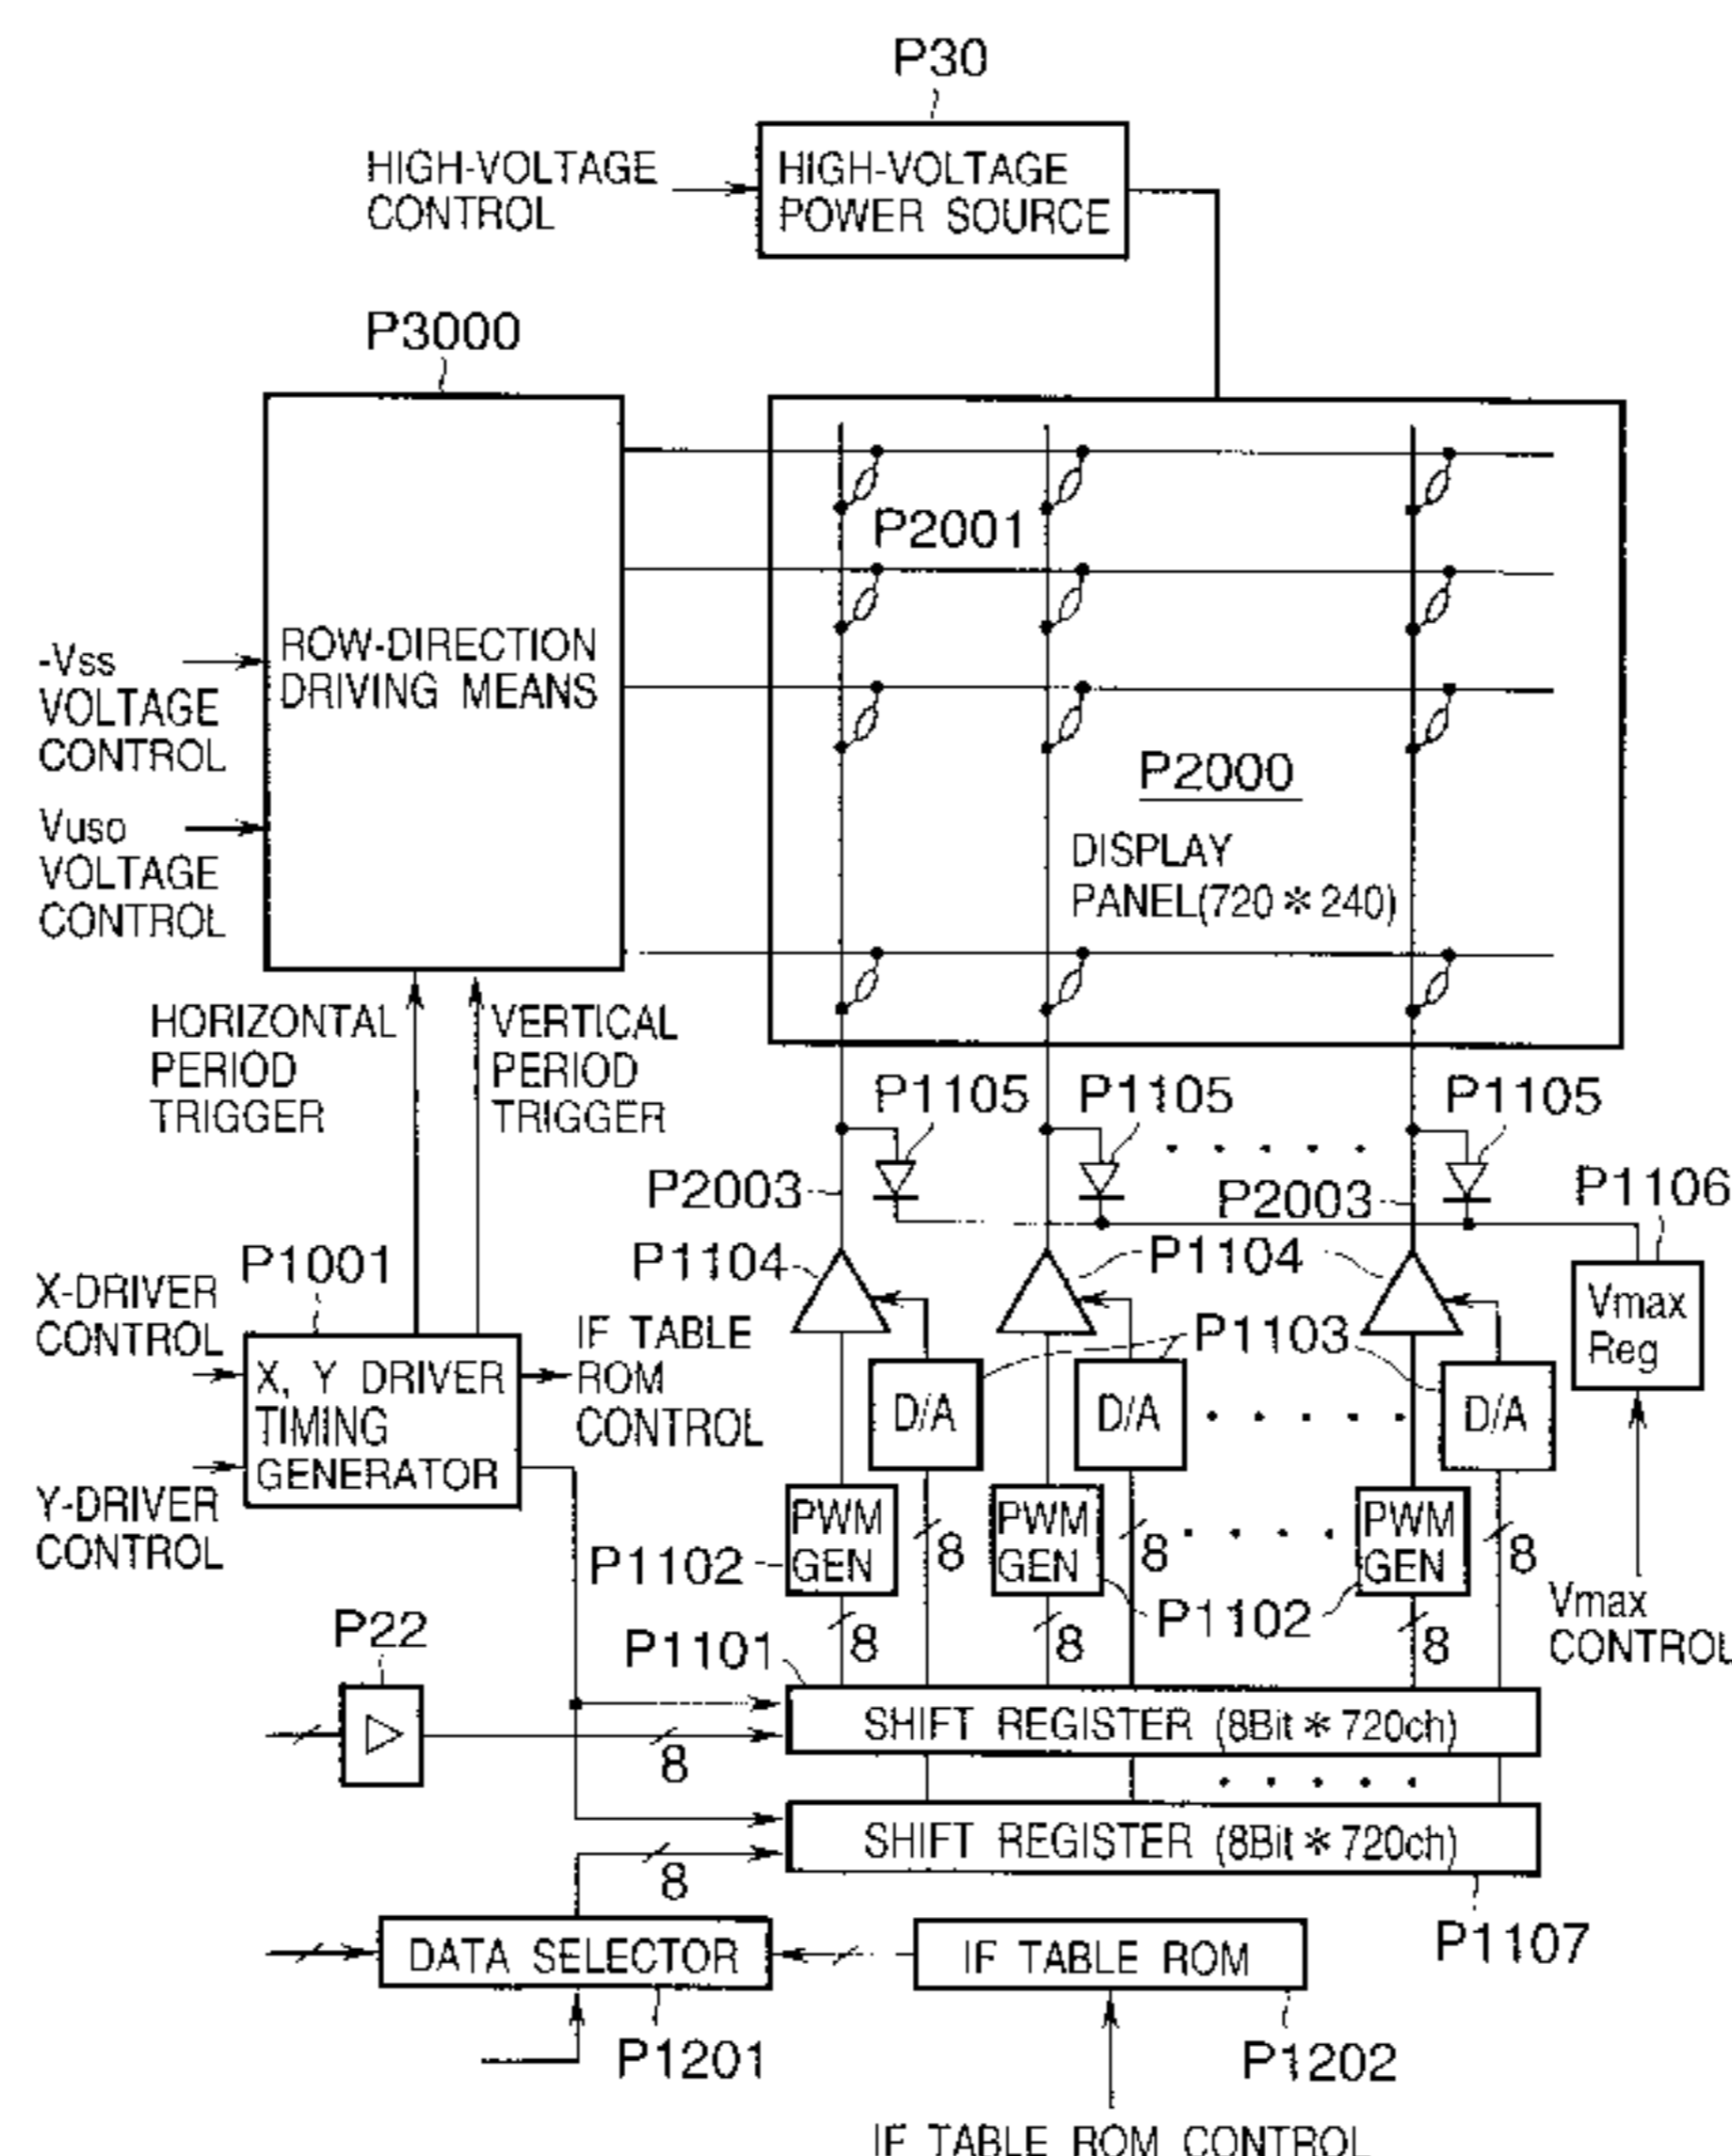 P30
HIGH-VOLTAGE
CONTROL
HIGH-VOLTAGE
POWER SOURCE
P3000
P2001
-Vss
VOLTAGE
CONTROL
ROW-DIRECTION
DRIVING MEANS
P2000
Vuso
VOLTAGE
CONTROL
DISPLAY
PANEL(720 * 240)
HORIZONTAL
PERIOD
TRIGGER
VERTICAL
PERIOD
TRIGGER
P1105
P1105
P1105
P2003
P2003
P1106
P1104
P1104
P1001
X-DRIVER
CONTROL
X, Y DRIVER
TIMING
GENERATOR
IF TABLE
ROM
CONTROL
P1103
Vmax
Reg
D/A
D/A
D/A
Y-DRIVER
CONTROL
PWM
GEN
8
PWM
GEN
8
PWM
GEN
8
P1102
P1102
Vmax
CONTROL
P22
P1101
8
8
8
SHIFT REGISTER (8Bit * 720ch)
8
SHIFT REGISTER (8Bit * 720ch)
8
P1107
DATA SELECTOR
IF TABLE ROM
P1201
P1202
IF TABLE ROM CONTROL